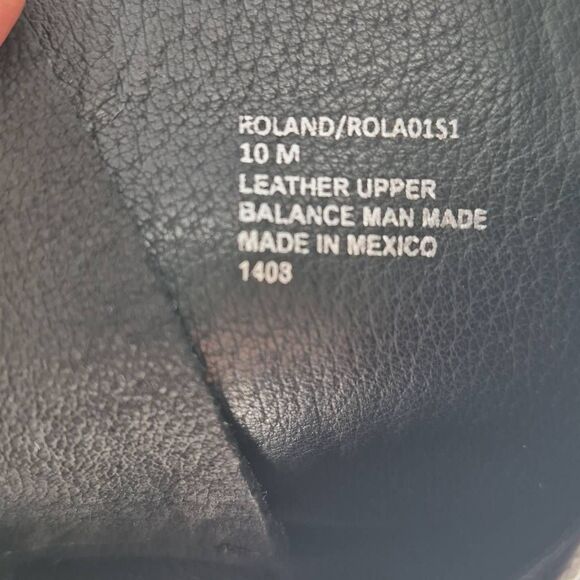 ROLAND/ROLA01S1
10 M
LEATHER UPPER
BALANCE MAN MADE
MADE IN MEXICO
1408